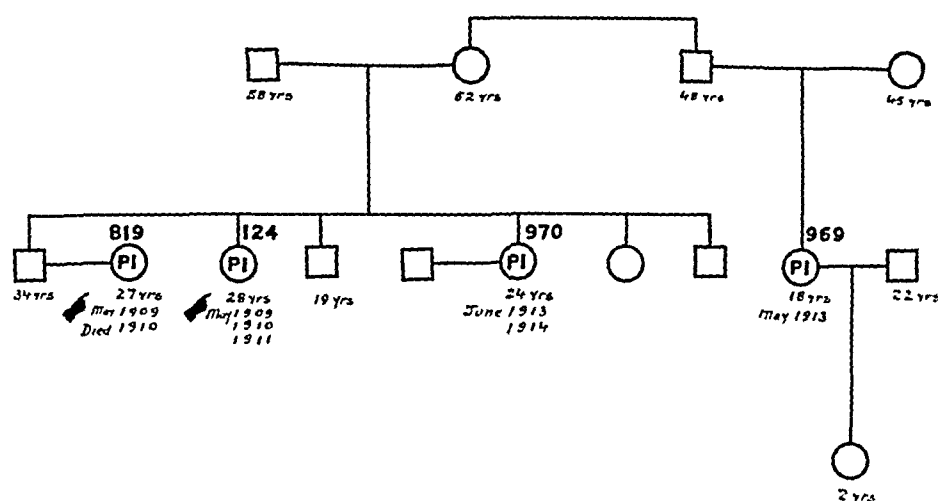 58 yrs
52 yrs
48 yrs
45 yrs
819
124
970
969
PI
PI
PI
PI
34 yrs
27 yrs
28 yrs
19 yrs
24 yrs
18 yrs
22 yrs
1909
May 1909
June 1913
May 1913
Died 1910
1910
1914
1911
2 yrs